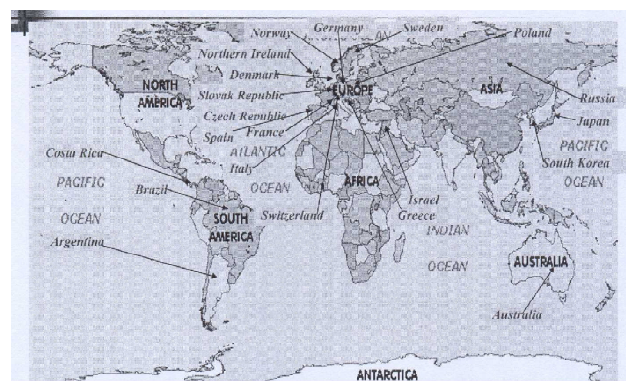 Germany
Norway
Sweden
Northern Ireland
Poland
Denmark
EUROPE
ASIA
NORTH
AMERICA
Slovak Republic
Russia
Czech Republic
Japan
Spain
France
PACIFIC
OCEAN
ATLANTIC
OCEAN
Costa Rica
Italy
South Korea
PACIFIC
OCEAN
AFRICA
Brazil
Israel
Switzerland
Greece
SOUTH
AMERICA
INDIAN
OCEAN
Argentina
AUSTRALIA
Australia
ANTARCTICA